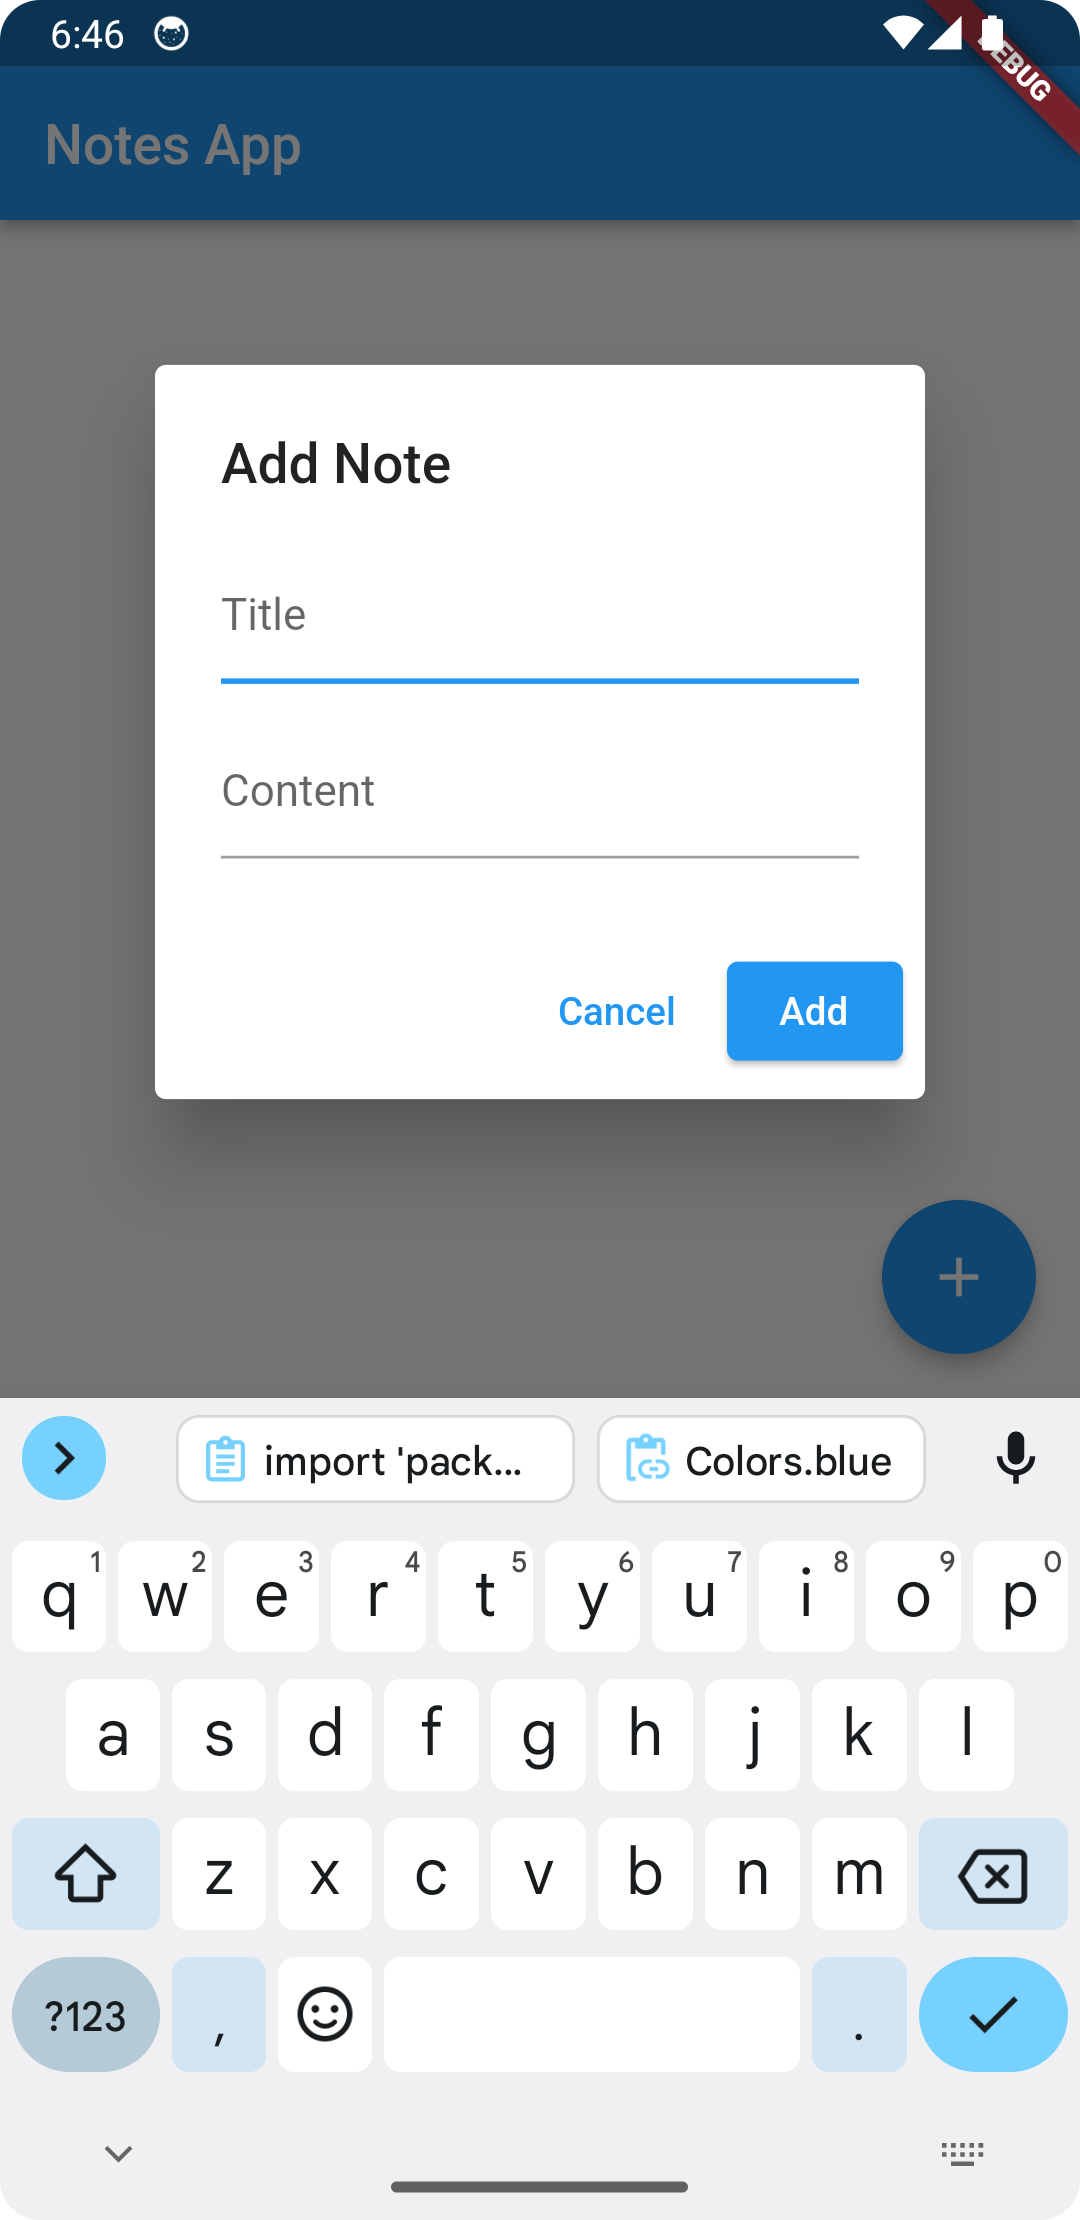 6:46
DEBUG
Notes App
Add Note
Title
Content
Cancel Add
import 'pack... Colors.blue
q 1 w 2 e 3 r 4 t 5 y 6 u 7 i 8 o 9 p 0
a s d f g h j k l
z x c v b n m
?123 , .